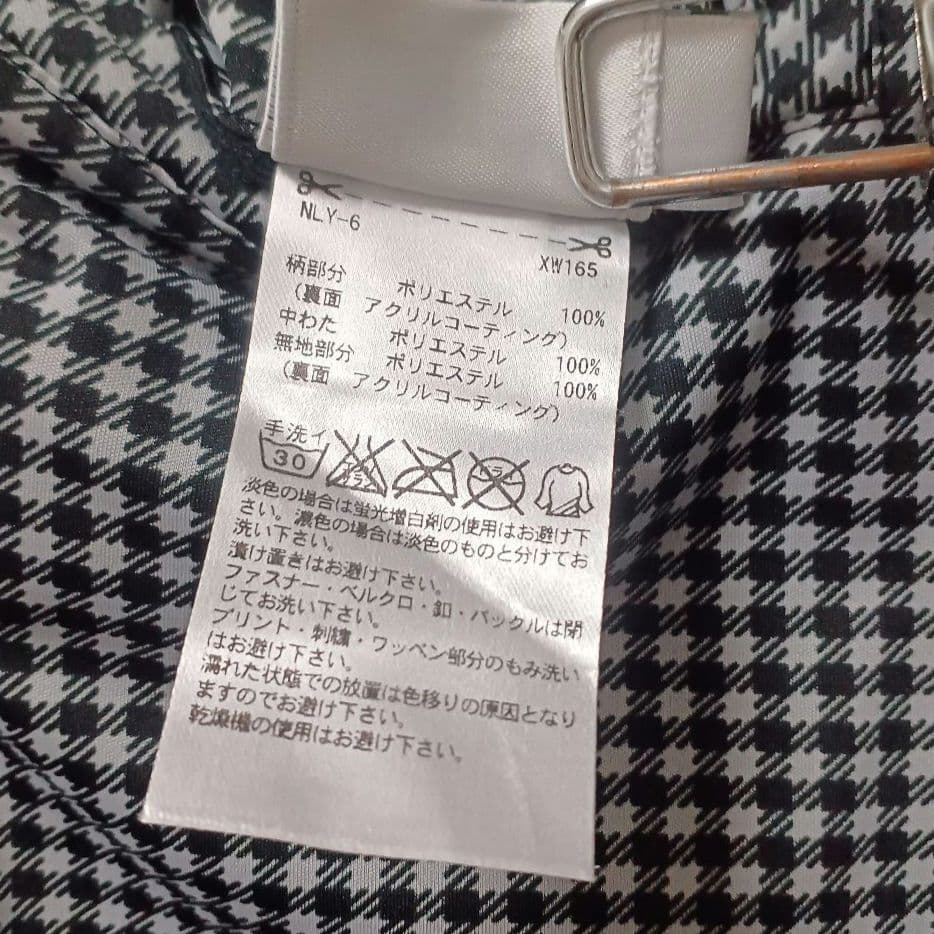 NLY-6
XW165
柄部分 ポリエステル 100%
(裏面 アクリルコーティング)
中わた ポリエステル 100%
無地部分 ポリエステル 100%
(裏面 アクリルコーティング)
手洗イ
30
エンソサラシ
ドライ
淡色の場合は蛍光増白剤の使用はお避け下
さい。濃色の場合は淡色のものと分けてお
洗い下さい。
漬け置きはお避け下さい。
ファスナー・ベルクロ・釦・バックルは閉
じてお洗い下さい。
プリント・刺繍・ワッペン部分のもみ洗い
はお避け下さい。
濡れた状態での放置は色移りの原因となり
ますのでお避け下さい。
乾燥機の使用はお避け下さい。